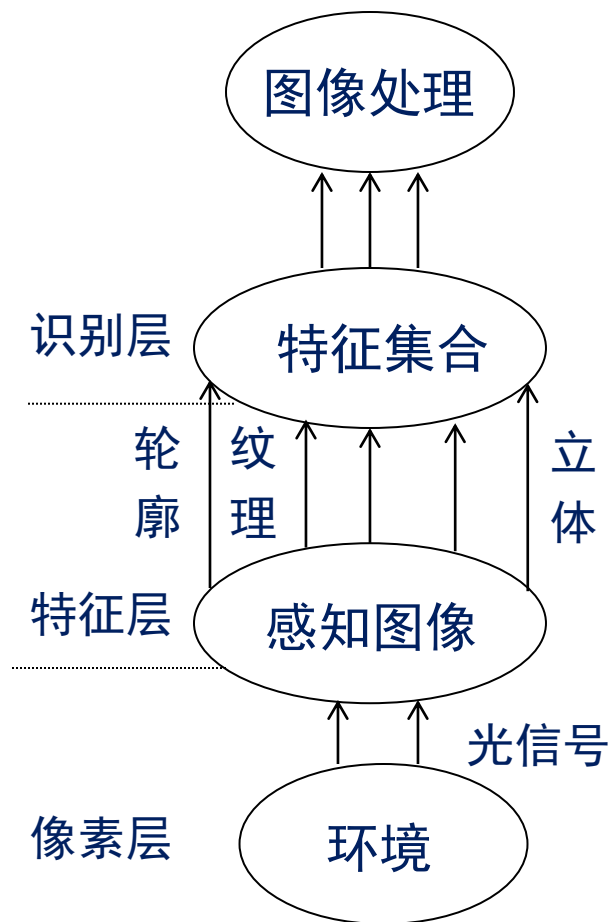 图像处理
识别层
特征集合
轮廓
纹理
立体
特征层
感知图像
光信号
像素层
环境